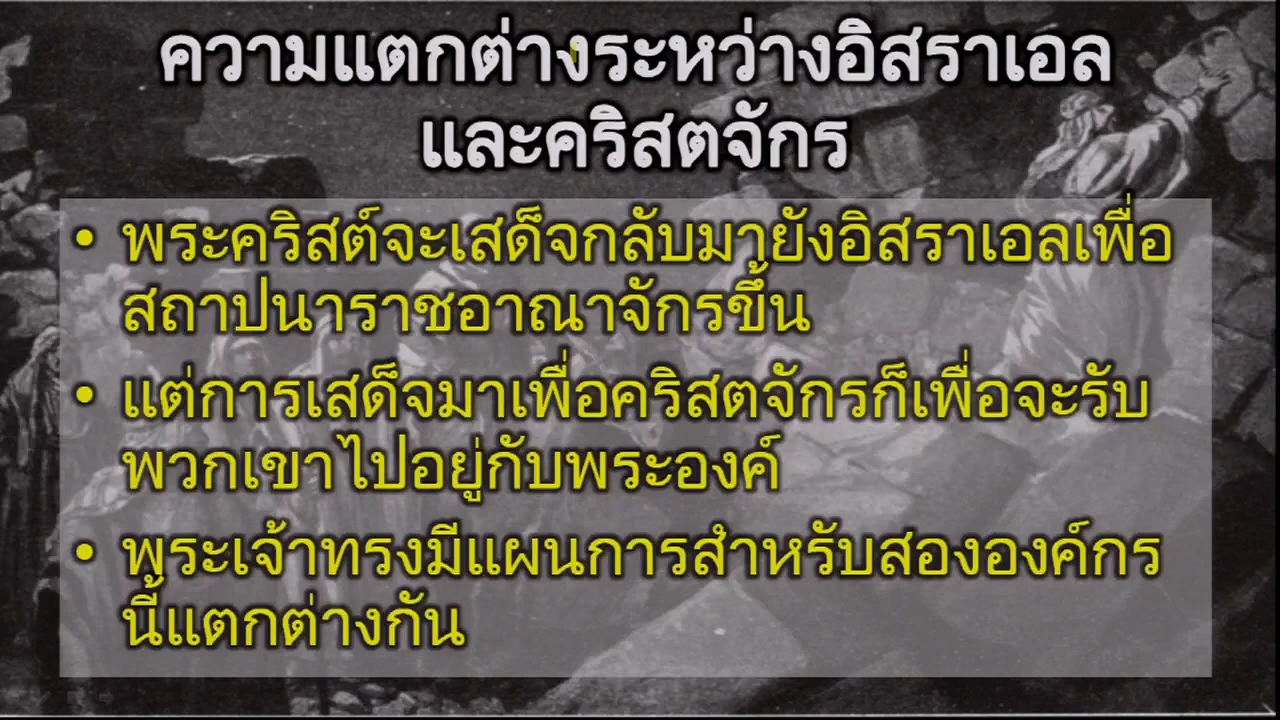 ความแตกต่างระหว่างอิสราเอล
และคริสตจักร
• พระคริสต์จะเสด็จกลับมายังอิสราเอลเพื่อ
สถาปนาราชอาณาจักรขึ้น
• แต่การเสด็จมาเพื่อคริสตจักรก็เพื่อจะรับ
พวกเขาไปอยู่กับพระองค์
• พระเจ้าทรงมีแผนการสำหรับสององค์กร
นี้แตกต่างกัน